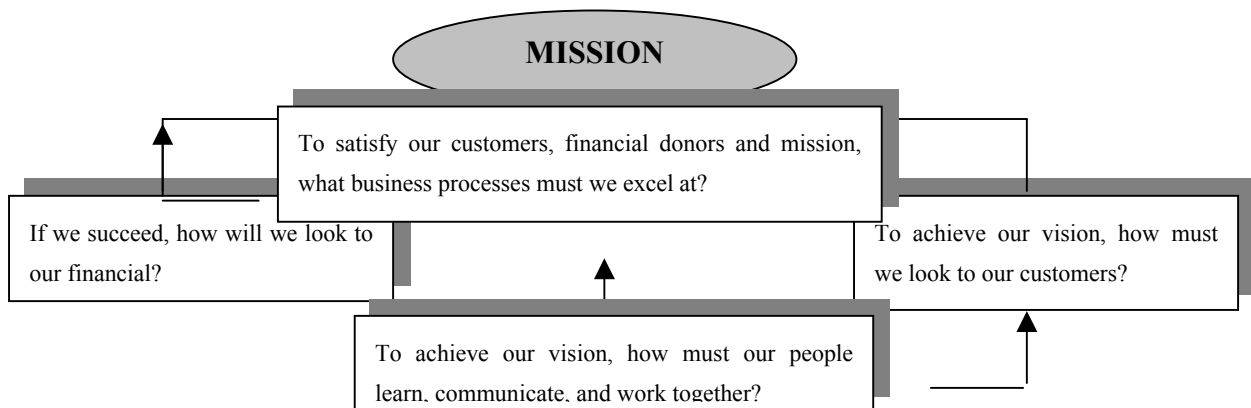 MISSION
To satisfy our customers, financial donors and mission,
what business processes must we excel at?
If we succeed, how will we look to
our financial?
To achieve our vision, how must
we look to our customers?
To achieve our vision, how must our people
learn, communicate, and work together?